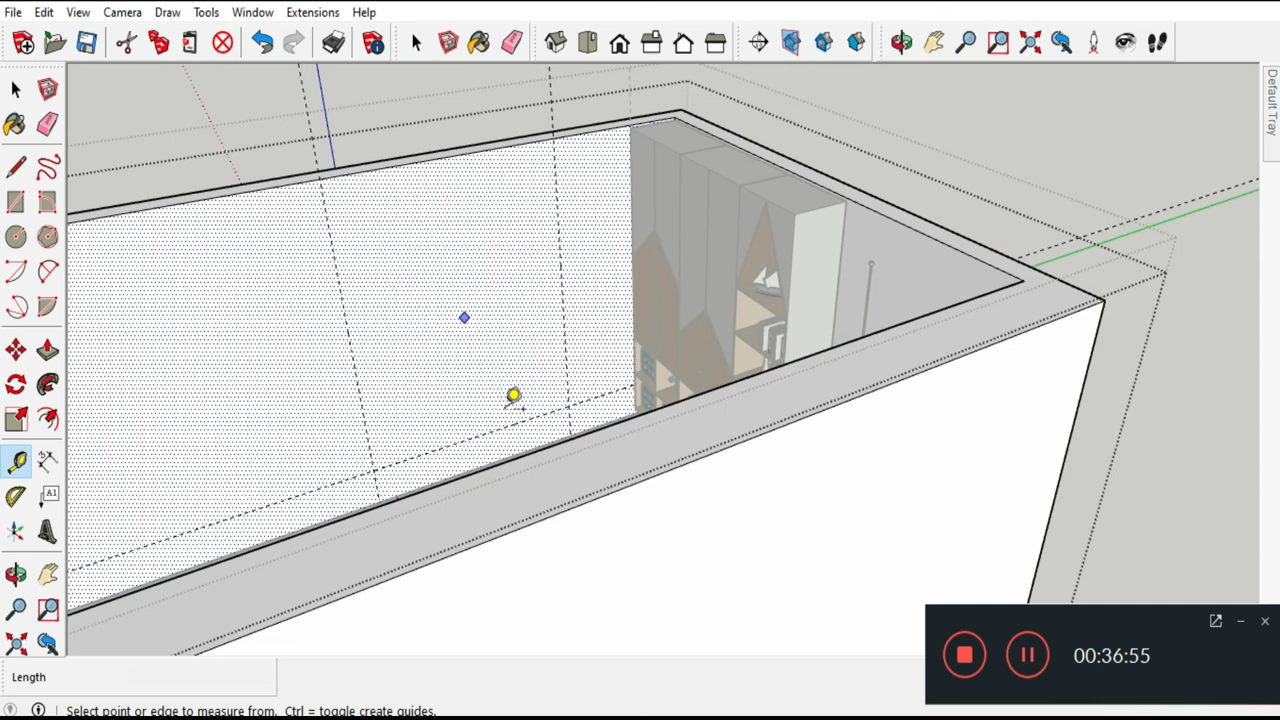 File Edit View Camera Draw Tools Window Extensions Help
Default Tray
A1
00:36:55
Length
Select point or edge to measure from. Ctrl = toggle create guides.